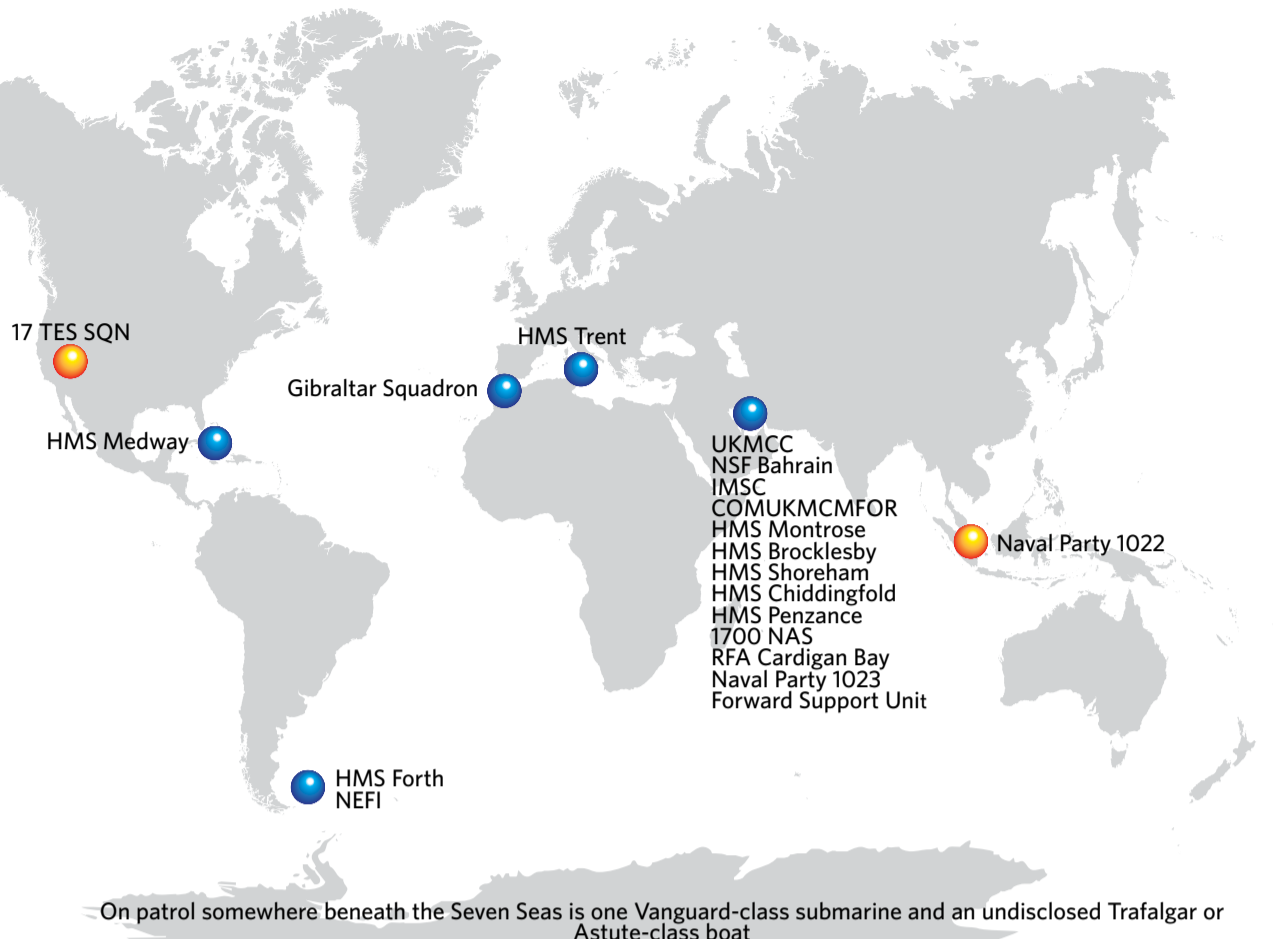 17 TES SQN
HMS Trent
Gibraltar Squadron
HMS Medway
UKMCC
NSF Bahrain
IMSC
COMUKMCMFOR
HMS Montrose
HMS Brocklesby
HMS Shoreham
HMS Chiddingfold
HMS Penzance
1700 NAS
RFA Cardigan Bay
Naval Party 1023
Forward Support Unit
Naval Party 1022
HMS Forth
NEFI
On patrol somewhere beneath the Seven Seas is one Vanguard-class submarine and an undisclosed Trafalgar or
Astute-class boat